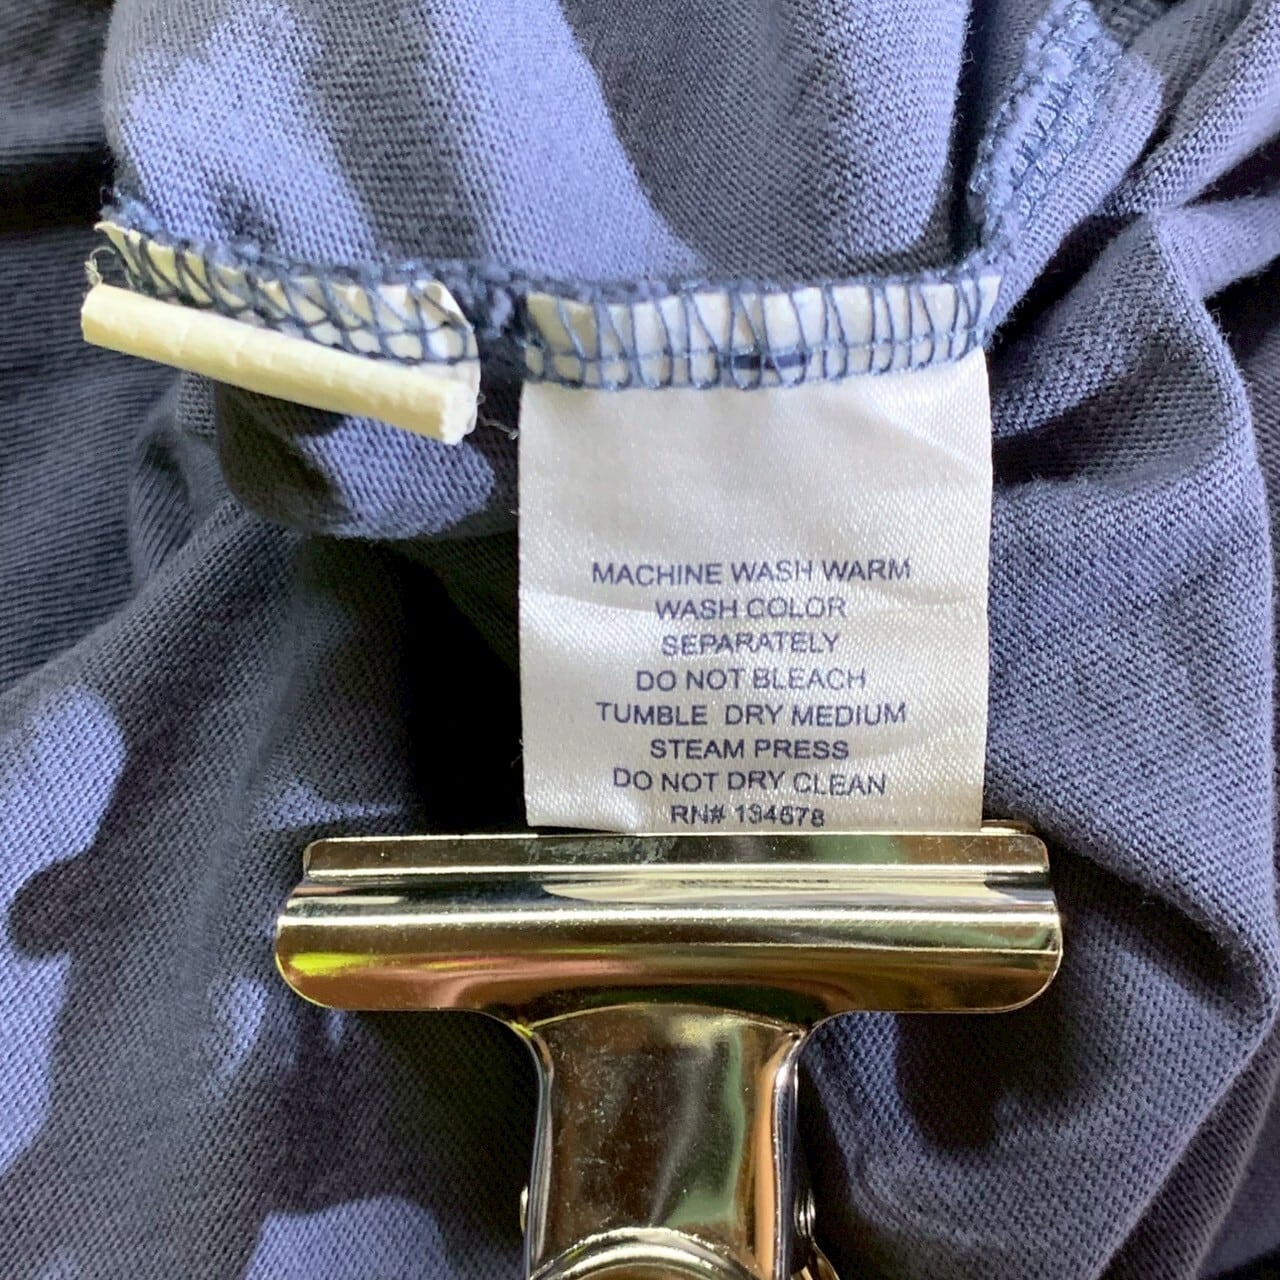 MACHINE WASH WARM
WASH COLOR
SEPARATELY
DO NOT BLEACH
TUMBLE DRY MEDIUM
STEAM PRESS
DO NOT DRY CLEAN
RN# 134678